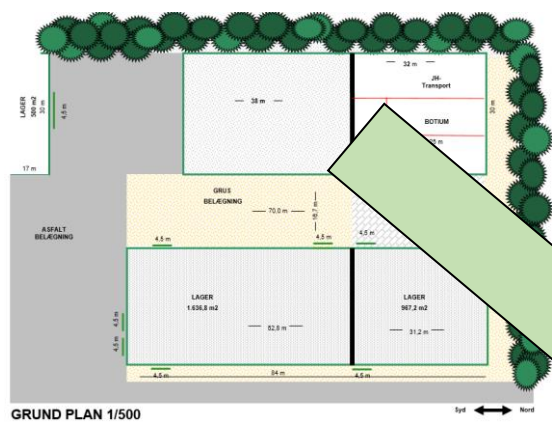 32 m
JH-
Transport
38 m
LAGER
500 m2
30 m
4,5 m
30 m
BOTIUM
17 m
GRUS
BELÆGNING
70,0 m
16,7 m
ASFALT
BELÆGNING
4,5 m
4,5 m
4,5 m
LAGER
1.636,8 m2
LAGER
967,2 m2
4,5 m
4,5 m
52,8 m
31,2 m
4,5 m
84 m
4,5 m
GRUND PLAN 1/500
Syd
Nord